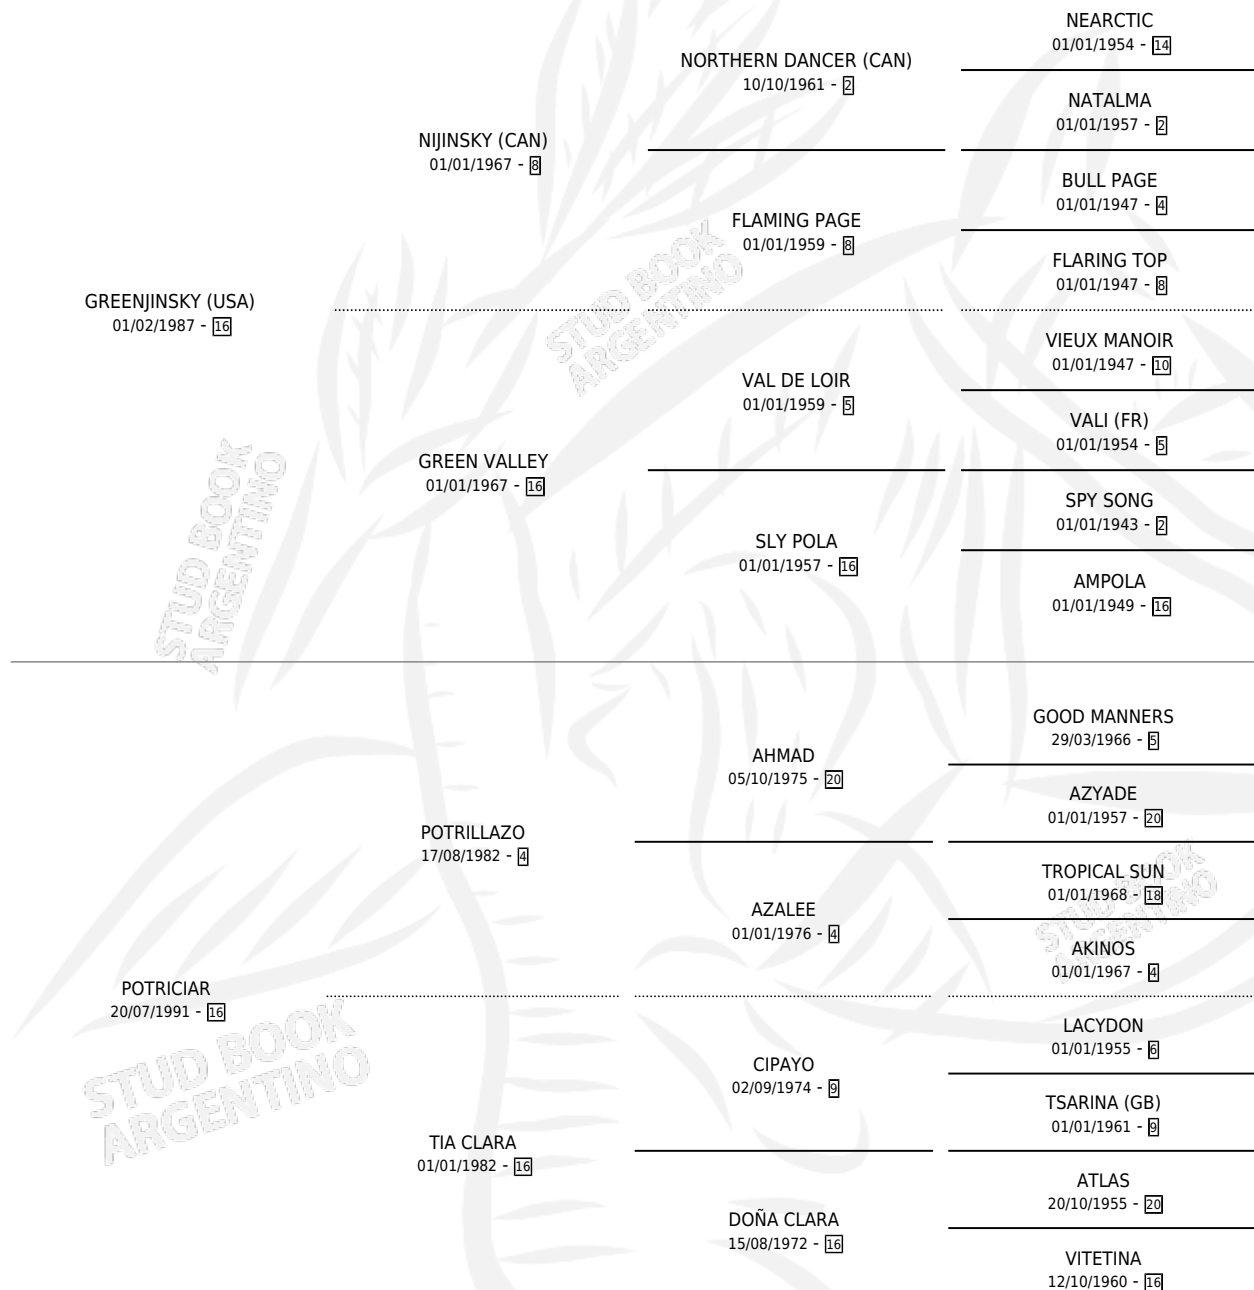 NEARCTIC
01/01/1954 - 14
NORTHERN DANCER (CAN)
10/10/1961 - 2
NATALMA
01/01/1957 - 2
NIJINSKY (CAN)
01/01/1967 - 8
BULL PAGE
01/01/1947 - 4
FLAMING PAGE
01/01/1959 - 8
FLARING TOP
01/01/1947 - 8
GREENJINSKY (USA)
01/02/1987 - 16
VIEUX MANOIR
01/01/1947 - 10
VAL DE LOIR
01/01/1959 - 5
VALI (FR)
01/01/1954 - 5
GREEN VALLEY
01/01/1967 - 16
SPY SONG
01/01/1943 - 2
SLY POLA
01/01/1957 - 16
AMPOLA
01/01/1949 - 16
GOOD MANNERS
29/03/1966 - 5
AHMAD
05/10/1975 - 20
AZYADE
01/01/1957 - 20
POTRILLAZO
17/08/1982 - 4
TROPICAL SUN
01/01/1968 - 18
AZALEE
01/01/1976 - 4
AKINOS
01/01/1967 - 4
POTRICIAR
20/07/1991 - 16
LACYDON
01/01/1955 - 6
CIPAYO
02/09/1974 - 9
TSARINA (GB)
01/01/1961 - 9
TIA CLARA
01/01/1982 - 16
ATLAS
20/10/1955 - 20
DOÑA CLARA
15/08/1972 - 16
VITETINA
12/10/1960 - 16
STUD BOOK
ARGENTINO
STUD BOOK
ARGENTINO
STUD BOOK
ARGENTINO
STUD BOOK
ARGENTINO